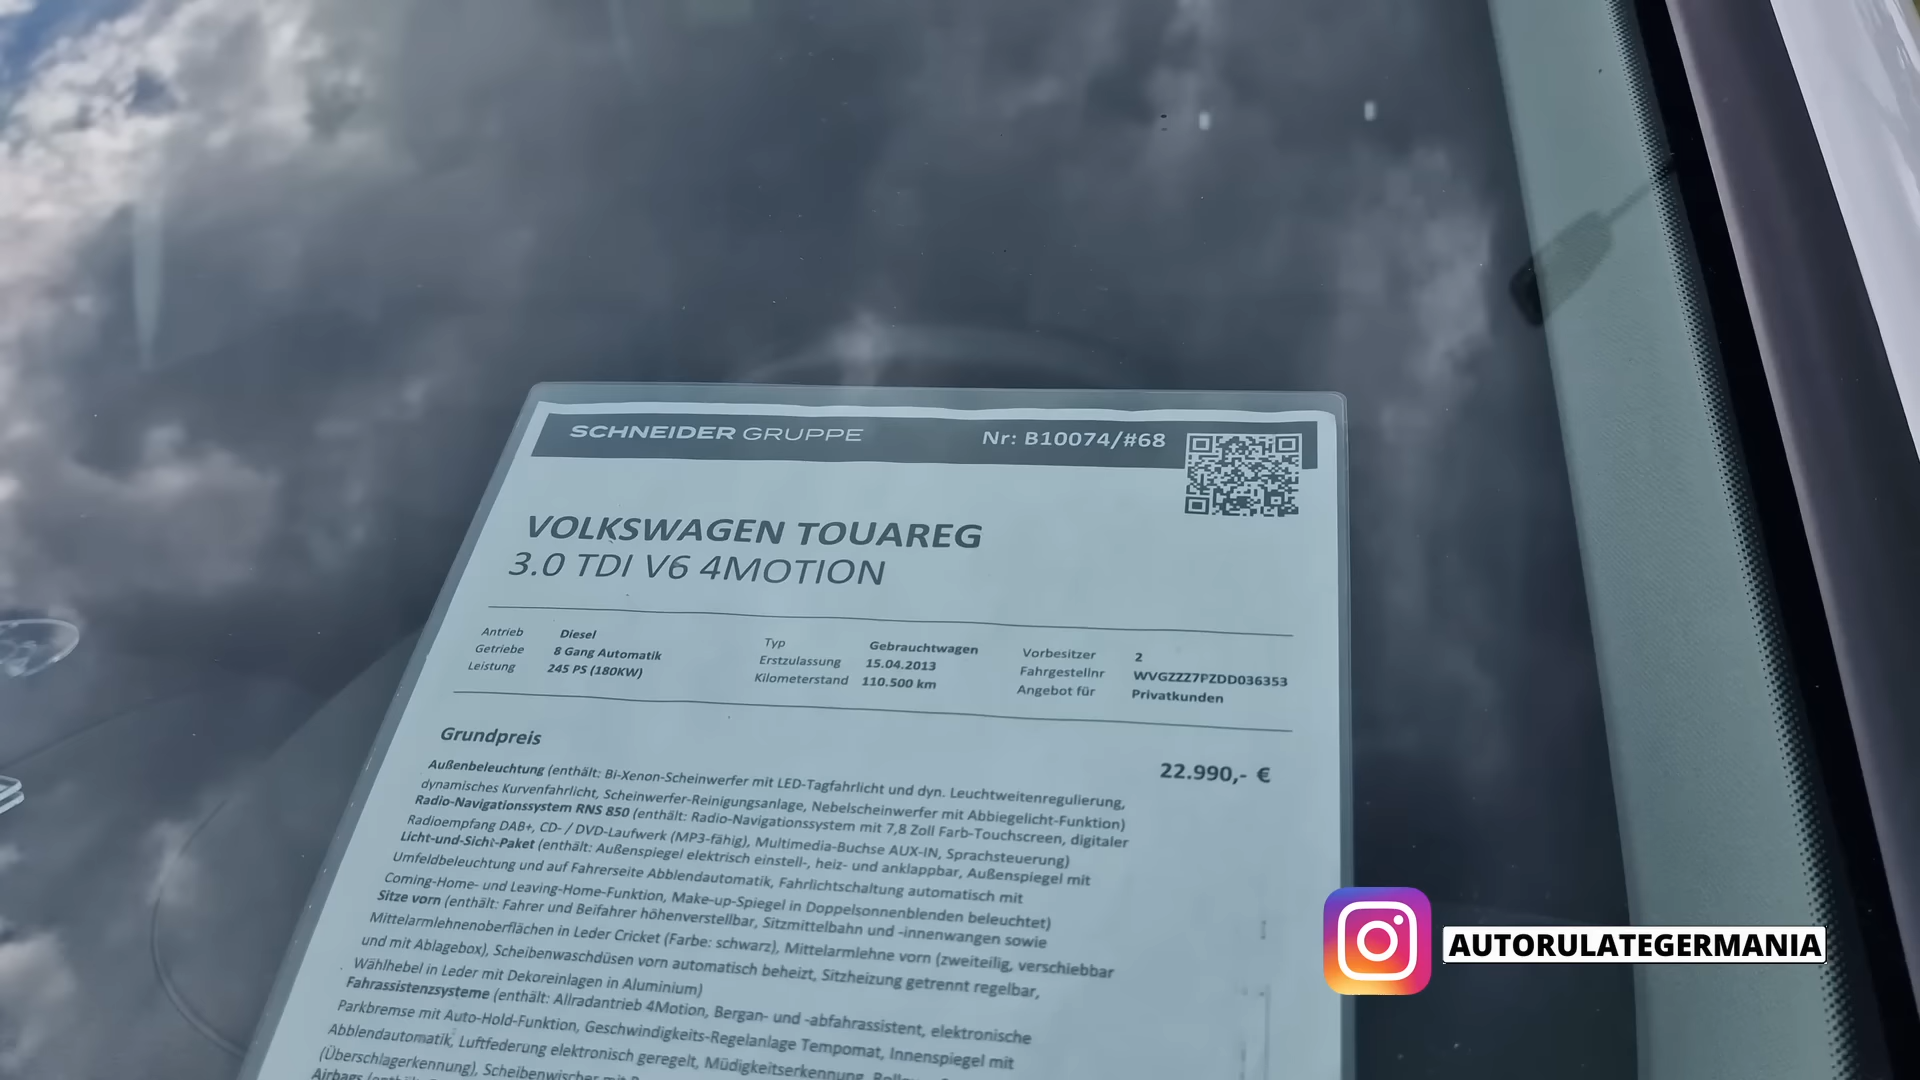 SCHNEIDER GRUPPE
Nr: B10074/#68
VOLKSWAGEN TOUAREG
3.0 TDI V6 4MOTION
Antrieb Diesel
Getriebe 8 Gang Automatik
Leistung 245 PS (180KW)
Typ Gebrauchtwagen
Erstzulassung 15.04.2013
Kilometerstand 110.500 km
Vorbesitzer 2
Fahrgestellnr WVGZZZ7PZDD036353
Angebot für Privatkunden
Grundpreis
22.990,- €
Außenbeleuchtung (enthält: Bi-Xenon-Scheinwerfer mit LED-Tagfahrlicht und dyn. Leuchtweitenregulierung,
dynamisches Kurvenfahrlicht, Scheinwerfer-Reinigungsanlage, Nebelscheinwerfer mit Abbiegelicht-Funktion)
Radio-Navigationssystem RNS 850 (enthält: Radio-Navigationssystem mit 7,8 Zoll Farb-Touchscreen, digitaler
Radioempfang DAB+, CD- / DVD-Laufwerk (MP3-fähig), Multimedia-Buchse AUX-IN, Sprachsteuerung)
Licht-und-Sicht-Paket (enthält: Außenspiegel elektrisch einstell-, heiz- und anklappbar, Außenspiegel mit
Umfeldbeleuchtung und auf Fahrerseite Abblendautomatik, Fahrlichtschaltung automatisch mit
Coming-Home- und Leaving-Home-Funktion, Make-up-Spiegel in Doppelsonnenblenden beleuchtet)
Sitze vorn (enthält: Fahrer und Beifahrer höhenverstellbar, Sitzmittelbahn und -innenwangen sowie
Mittelarmlehnenoberflächen in Leder Cricket (Farbe: schwarz), Mittelarmlehne vorn (zweiteilig, verschiebbar
und mit Ablagebox), Scheibenwaschdüsen vorn automatisch beheizt, Sitzheizung getrennt regelbar,
Wählhebel in Leder mit Dekoreinlagen in Aluminium)
Fahrassistenzsysteme (enthält: Allradantrieb 4Motion, Bergan- und -abfahrassistent, elektronische
Parkbremse mit Auto-Hold-Funktion, Geschwindigkeits-Regelanlage Tempomat, Innenspiegel mit
Abblendautomatik, Luftfederung elektronisch geregelt, Müdigkeitserkennung,
(Überschlagerkennung), Scheibenwischer mit
Airbags
AUTORULATEGERMANIA